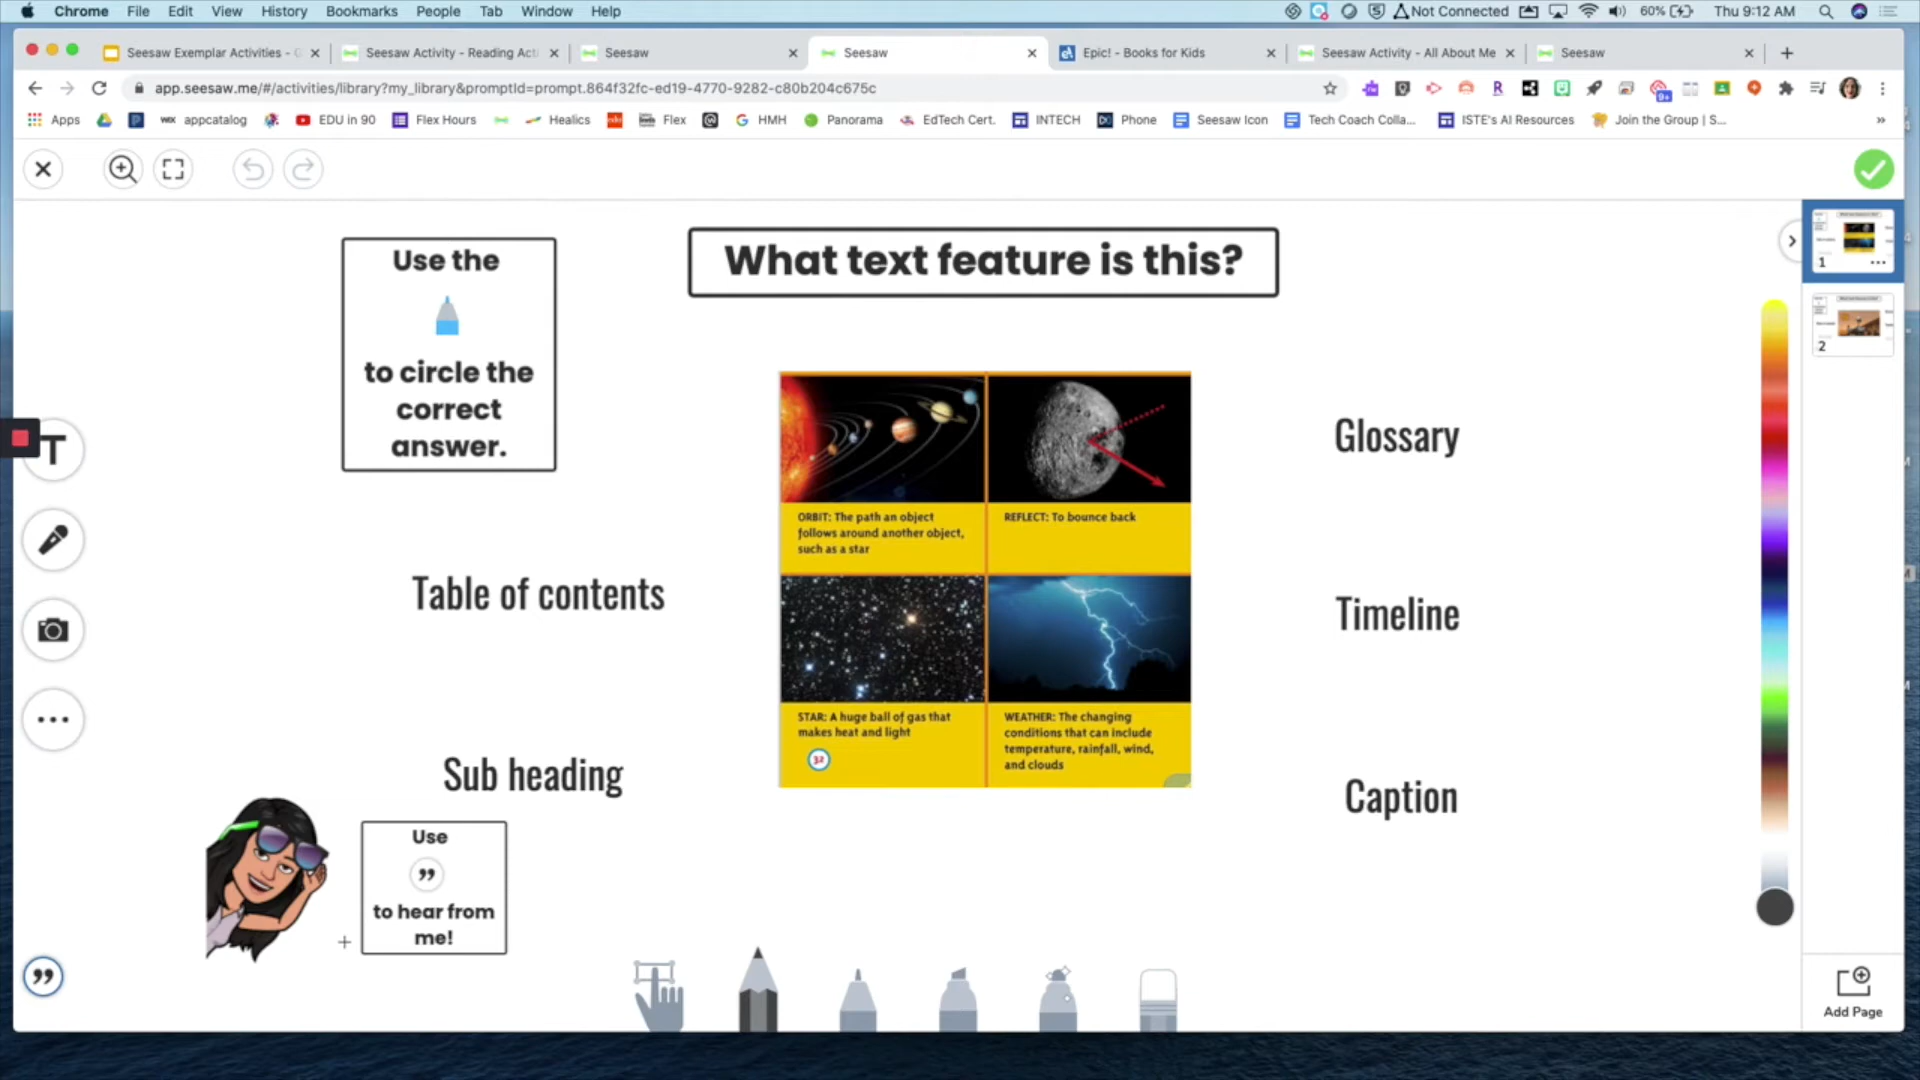 Chrome File Edit View History Bookmarks People Tab Window Help
Not Connected 60% Thu 9:12 AM
Seesaw Exemplar Activities - G
Seesaw Activity - Reading Act
Seesaw
Seesaw
Epic! - Books for Kids
Seesaw Activity - All About Me
Seesaw
app.seesaw.me/#/activities/library?my_library&promptId=prompt.864f32fc-ed19-4770-9282-c80b204c675c
Apps appcatalog EDU in 90 Flex Hours Healics Flex HMH Panorama EdTech Cert. INTECH Phone Seesaw Icon Tech Coach Colla... ISTE's AI Resources Join the Group | S...
What text feature is this?
Use the
to circle the
correct
answer.
Table of contents
Sub heading
Glossary
Timeline
Caption
ORBIT: The path an object
follows around another object,
such as a star
REFLECT: To bounce back
STAR: A huge ball of gas that
makes heat and light
32
WEATHER: The changing
conditions that can include
temperature, rainfall, wind,
and clouds
Use
”
to hear from
me!
T
”
1
2
Add Page